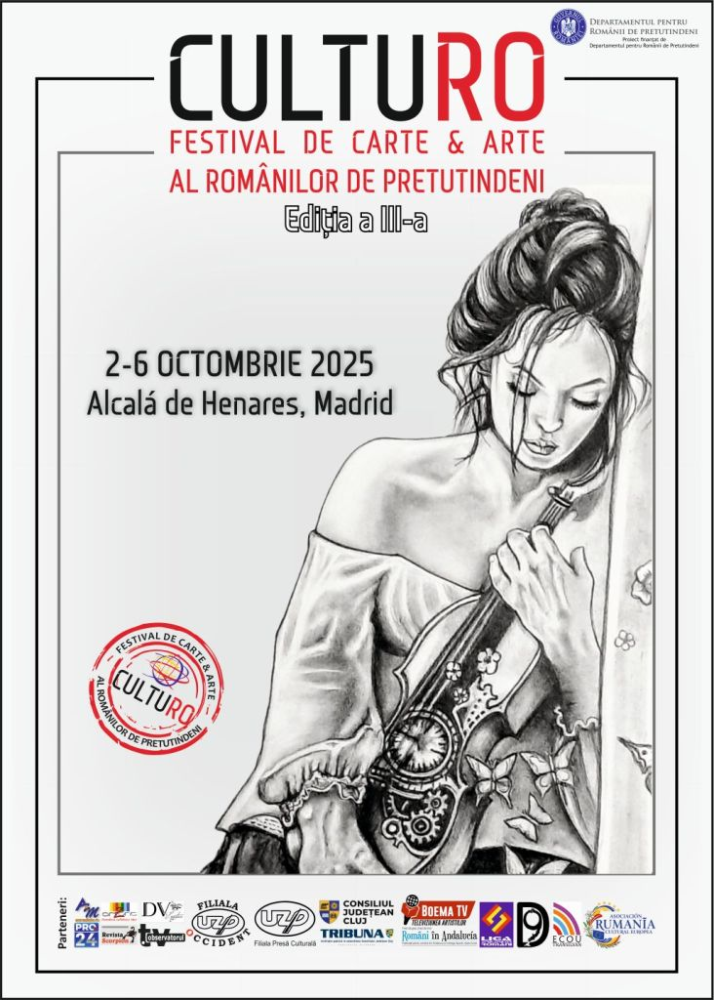 DEPARTAMENTUL PENTRU
ROMÂNII DE PRETUTINDENI
Proiect finanțat de
Departamentul pentru Românii de Pretutindeni
CULTURO
FESTIVAL DE CARTE & ARTE
AL ROMÂNILOR DE PRETUTINDENI
Ediția a III-a
2-6 OCTOMBRIE 2025
Alcalá de Henares, Madrid
FESTIVAL DE CARTE & ARTE
CULTURO
AL ROMÂNILOR DE PRETUTINDENI
Parteneri:
PRO
24
Revista
Scorpion
DV
tv Observatorul
FILIALA
UZP
OCCIDENT
UZP
Filiala Presă Culturală
CONSILIUL
JUDEȚEAN
CLUJ
TRIBUNA
BOEMA TV
TELEVIZIUNEA ARTIȘTILOR
Români în Andalucía
LIGA
D9
ECOU
TRANSILVAN
ASOCIACIÓN
RUMANÍA
CULTURAL EUROPEA